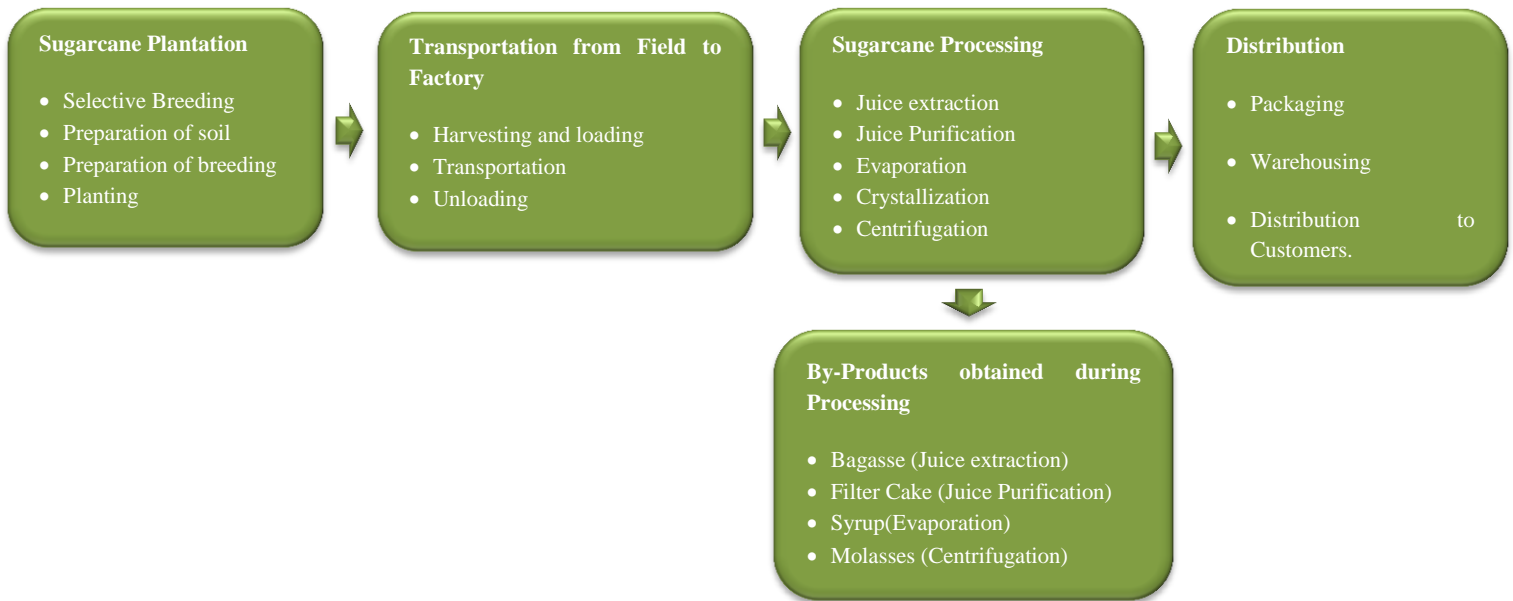 Sugarcane Plantation
• Selective Breeding
• Preparation of soil
• Preparation of breeding
• Planting
Transportation from Field to
Factory
• Harvesting and loading
• Transportation
• Unloading
Sugarcane Processing
• Juice extraction
• Juice Purification
• Evaporation
• Crystallization
• Centrifugation
Distribution
• Packaging
• Warehousing
• Distribution to
Customers.
By-Products obtained during
Processing
• Bagasse (Juice extraction)
• Filter Cake (Juice Purification)
• Syrup(Evaporation)
• Molasses (Centrifugation)